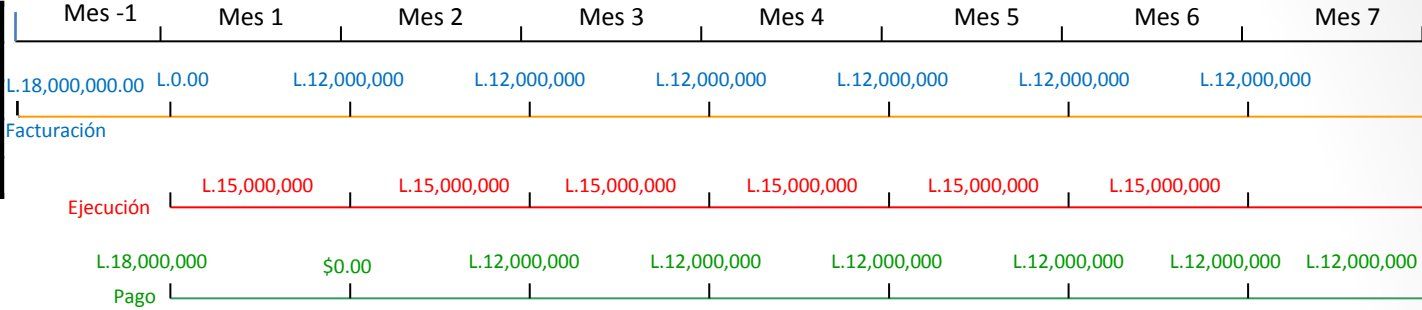 Mes -1 Mes 1 Mes 2 Mes 3 Mes 4 Mes 5 Mes 6 Mes 7
L.18,000,000.00 L.0.00 L.12,000,000 L.12,000,000 L.12,000,000 L.12,000,000 L.12,000,000 L.12,000,000
Facturación
L.15,000,000 L.15,000,000 L.15,000,000 L.15,000,000 L.15,000,000 L.15,000,000
Ejecución
L.18,000,000 $0.00 L.12,000,000 L.12,000,000 L.12,000,000 L.12,000,000 L.12,000,000 L.12,000,000
Pago